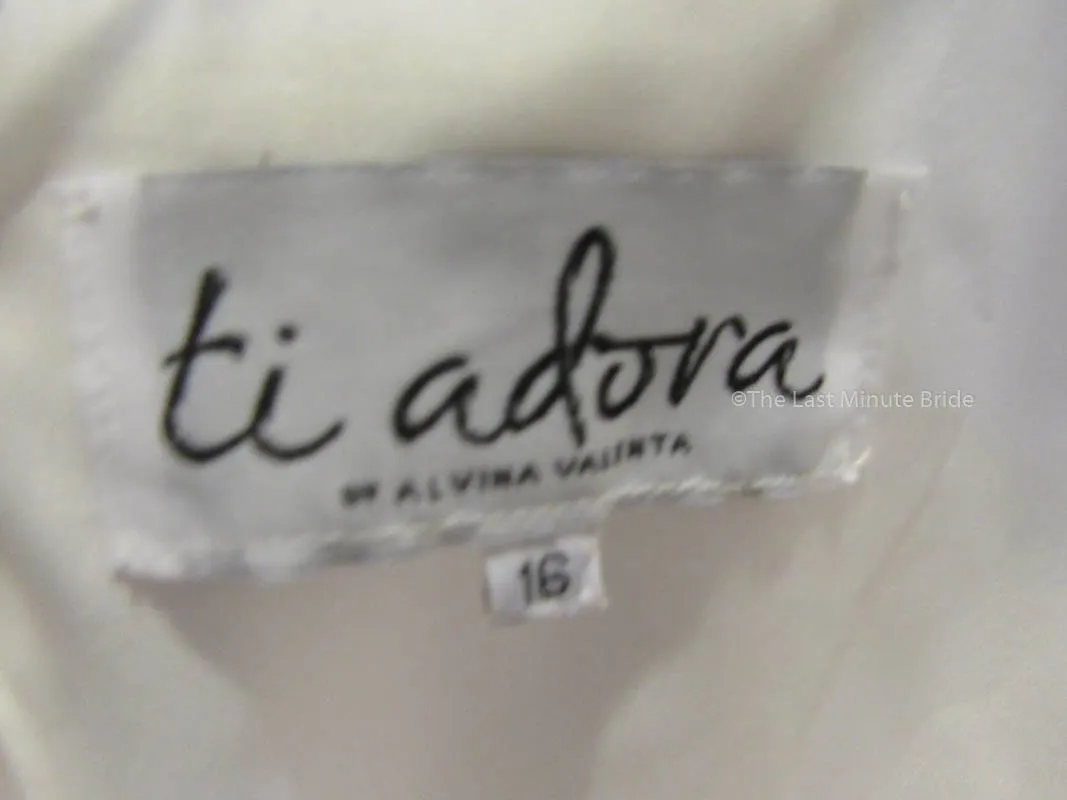 ti adora
BY ALVINA VALENTA
©The Last Minute Bride
16